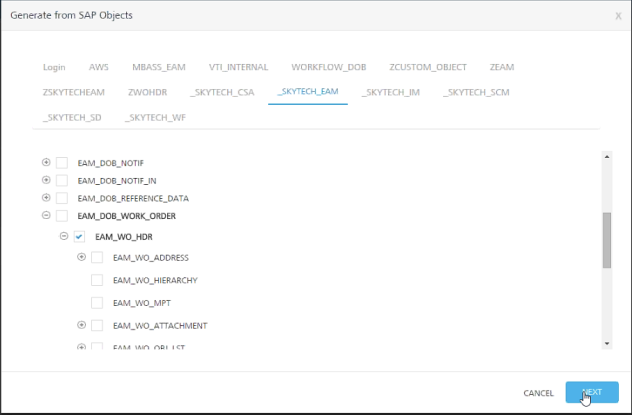 Generate from SAP Objects X
Login AWS MBASS_EAM VTI_INTERNAL WORKFLOW_DOB ZCUSTOM_OBJECT ZEAM
ZSKYTECHEAM ZWOHDR _SKYTECH_CSA _SKYTECH_EAM _SKYTECH_IM _SKYTECH_SCM
_SKYTECH_SD _SKYTECH_WF
EAM_DOB_NOTIF
EAM_DOB_NOTIF_IN
EAM_DOB_REFERENCE_DATA
EAM_DOB_WORK_ORDER
EAM_WO_HDR
EAM_WO_ADDRESS
EAM_WO_HIERARCHY
EAM_WO_MPT
EAM_WO_ATTACHMENT
EAM_WO_OBJ_LST
CANCEL NEXT